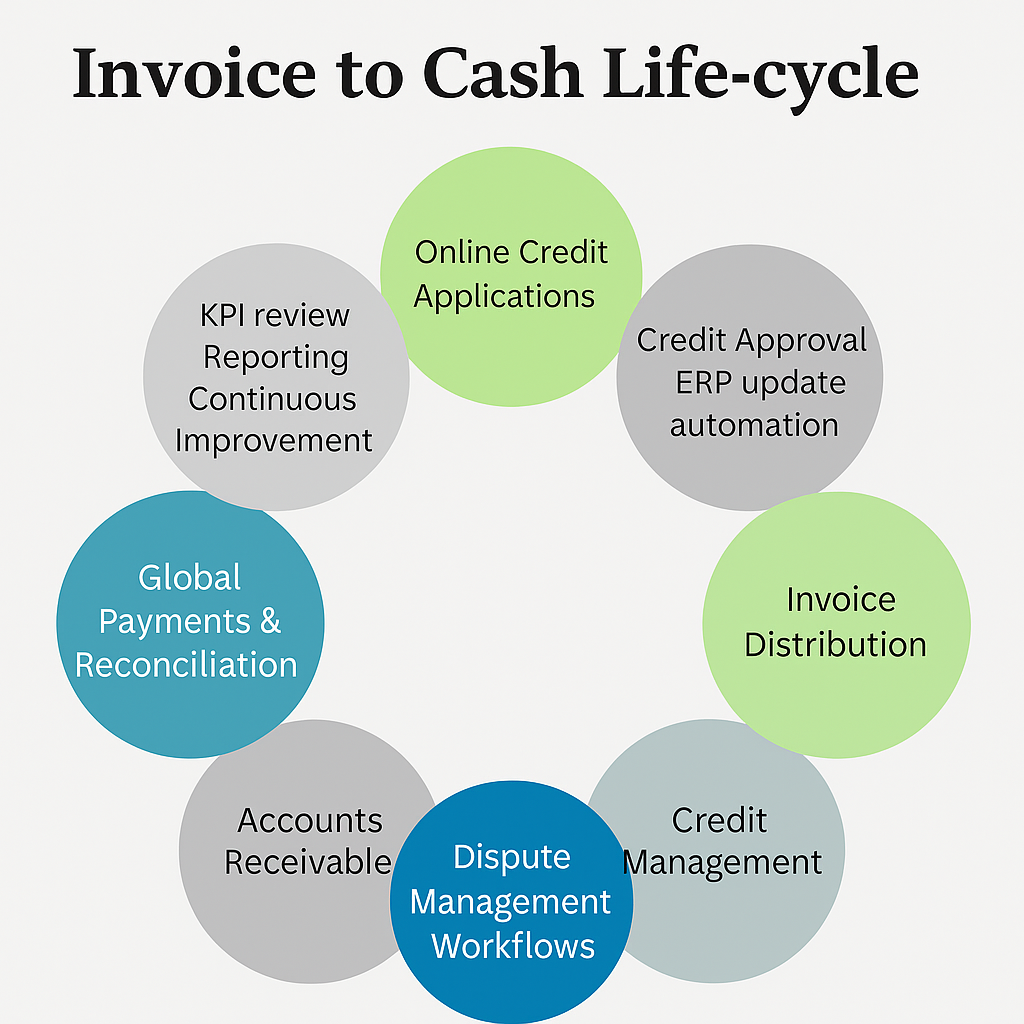 Invoice to Cash Life-cycle
Online Credit
Applications
Credit Approval
ERP update
automation
Invoice
Distribution
Credit
Management
Dispute
Management
Workflows
Accounts
Receivable
Global
Payments &
Reconciliation
KPI review
Reporting
Continuous
Improvement